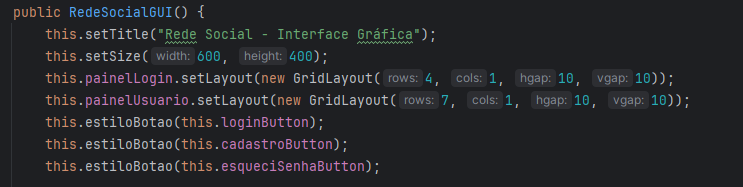 public RedeSocialGUI() {
this.setTitle("Rede Social - Interface Gráfica");
this.setSize( width: 600, height: 400);
this.painelLogin.setLayout(new GridLayout( rows: 4, cols: 1, hgap: 10, vgap: 10));
this.painelUsuario.setLayout(new GridLayout( rows: 7, cols: 1, hgap: 10, vgap: 10));
this.estiloBotao(this.loginButton);
this.estiloBotao(this.cadastroButton);
this.estiloBotao(this.esqueciSenhaButton);